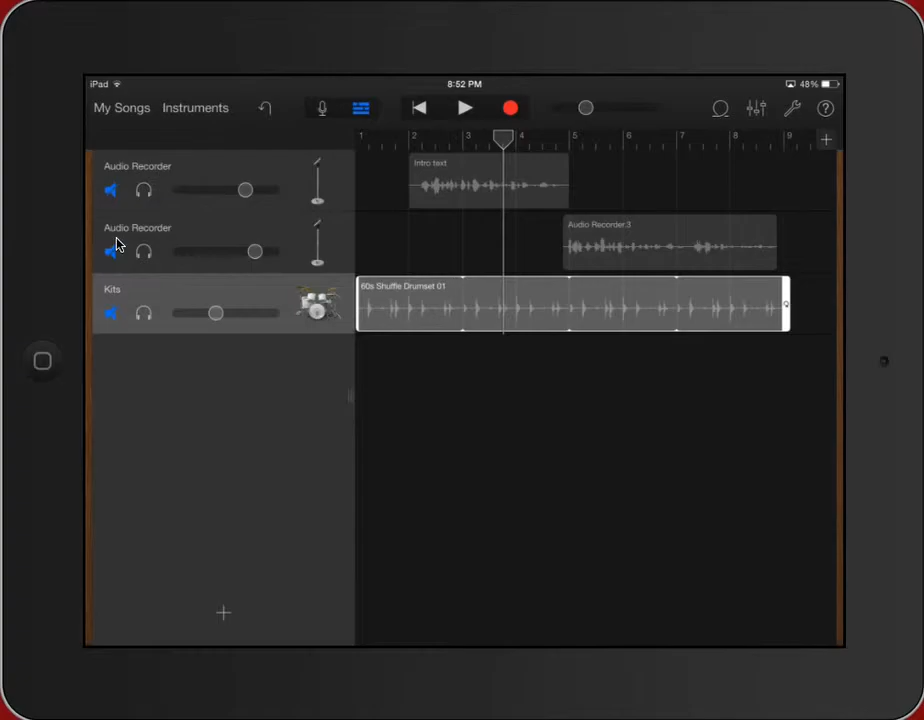 iPad 8:52 PM 48%
My Songs Instruments
1 2 3 4 5 6 7 8 9
Audio Recorder Intro text
Audio Recorder Audio Recorder:3
Kits 60s Shuffle Drumset 01